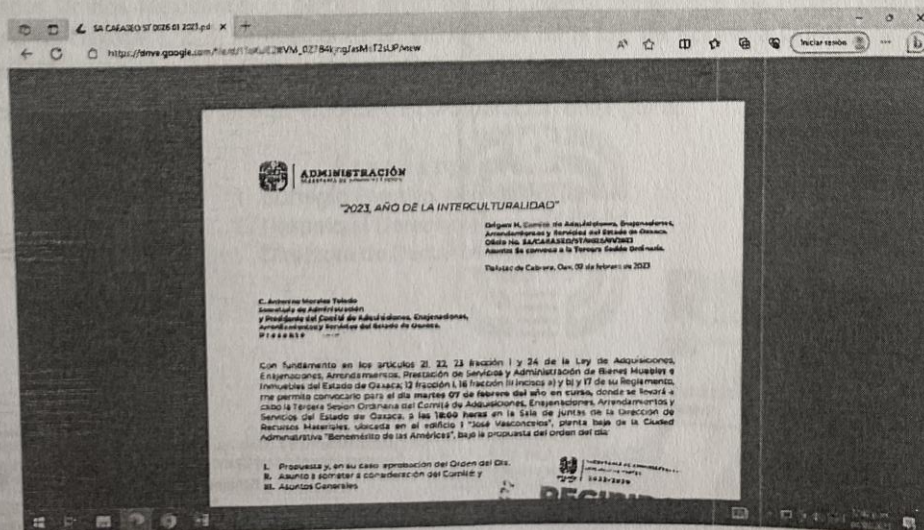 SA CAEASEO ST 0026 01 2023.pd
https://drive.google.com/file/d/
Iniciar sesión
ADMINISTRACIÓN
"2023, AÑO DE LA INTERCULTURALIDAD"
Origen: H. Comité de Adquisiciones, Enajenaciones,
Arrendamientos y Servicios del Estado de Oaxaca.
Oficio No.
Asunto: Se convoca a la Tercera Sesión Ordinaria.
Tlalixtac de Cabrera, Oax, de febrero de 2023
C. Antonino Morales Toledo
Secretario de Administración
y Presidente del Comité de Adquisiciones, Enajenaciones,
Arrendamientos y Servicios del Estado de Oaxaca.
Presente
Con fundamento en los artículos 21, 22, 23 fracción I y 24 de la Ley de Adquisiciones,
Enajenaciones, Arrendamientos, Prestación de Servicios y Administración de Bienes Muebles e
Inmuebles del Estado de Oaxaca; 12 fracción I, 16 fracción III incisos a) y b) y 17 de su Reglamento,
me permito convocarlo para el día martes 07 de febrero del año en curso, donde se llevará a
cabo la Tercera Sesión Ordinaria del Comité de Adquisiciones, Enajenaciones, Arrendamientos y
Servicios del Estado de Oaxaca, a las 18:00 horas en la Sala de Juntas de la Dirección de
Recursos Materiales, ubicada en el edificio 1 "José Vasconcelos", planta baja de la Ciudad
Administrativa "Benemérito de las Américas", bajo la propuesta del orden del día:
I. Propuesta y, en su caso aprobación del Orden del Día.
II. Asunto a someter a consideración del Comité y
III. Asuntos Generales